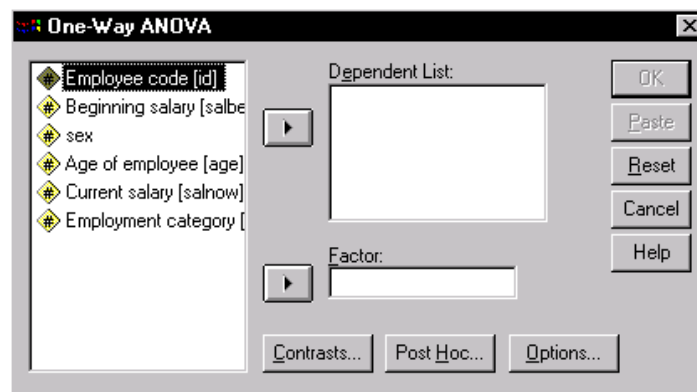 One-Way ANOVA
Employee code [id]
Beginning salary [salbe
sex
Age of employee [age]
Current salary [salnow]
Employment category [
Dependent List:
Factor:
OK
Paste
Reset
Cancel
Help
Contrasts...
Post Hoc...
Options...